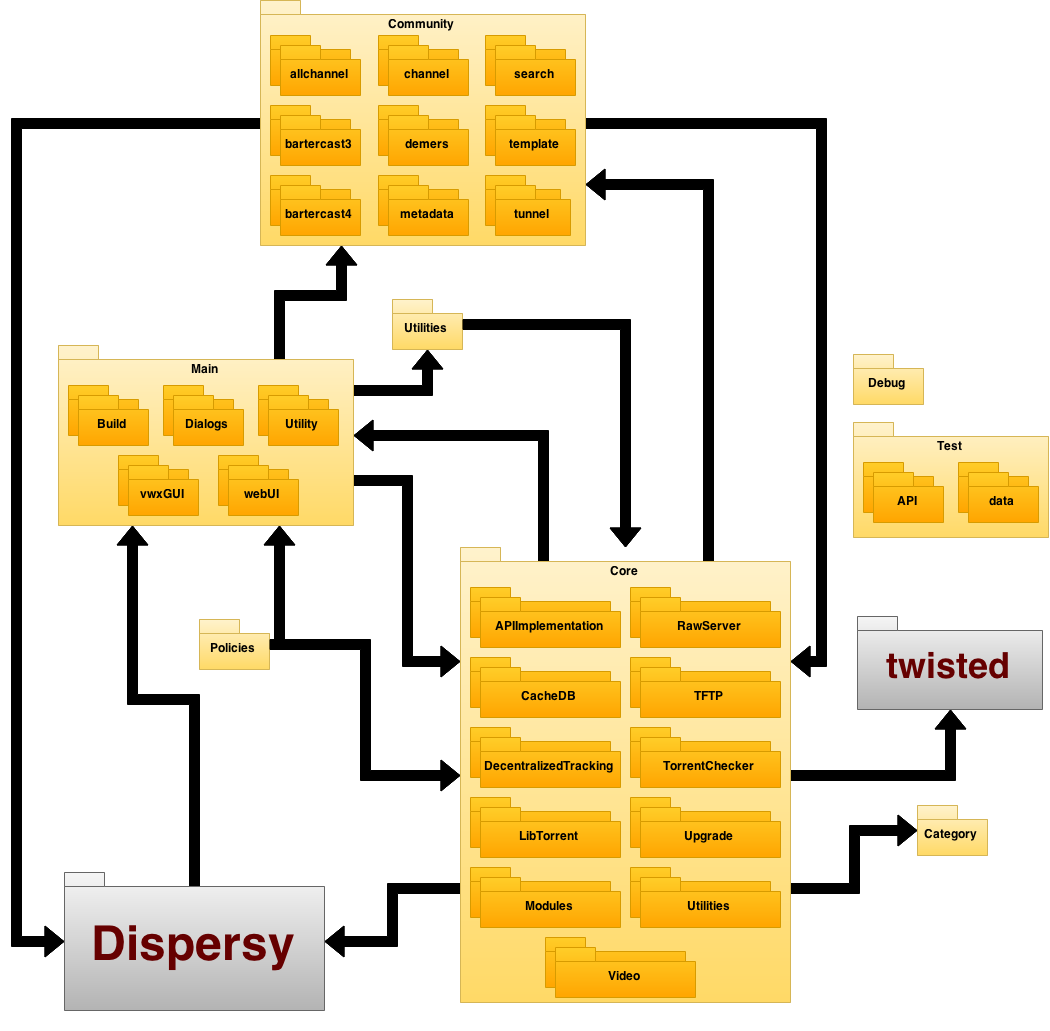 Community
allchannel
channel
search
bartercast3
demers
template
bartercast4
metadata
tunnel
Utilities
Main
Build
Dialogs
Utility
vwxGUI
webUI
Debug
Test
API
data
Policies
Core
APIImplementation
RawServer
CacheDB
TFTP
DecentralizedTracking
TorrentChecker
LibTorrent
Upgrade
Modules
Utilities
Video
twisted
Category
Dispersy